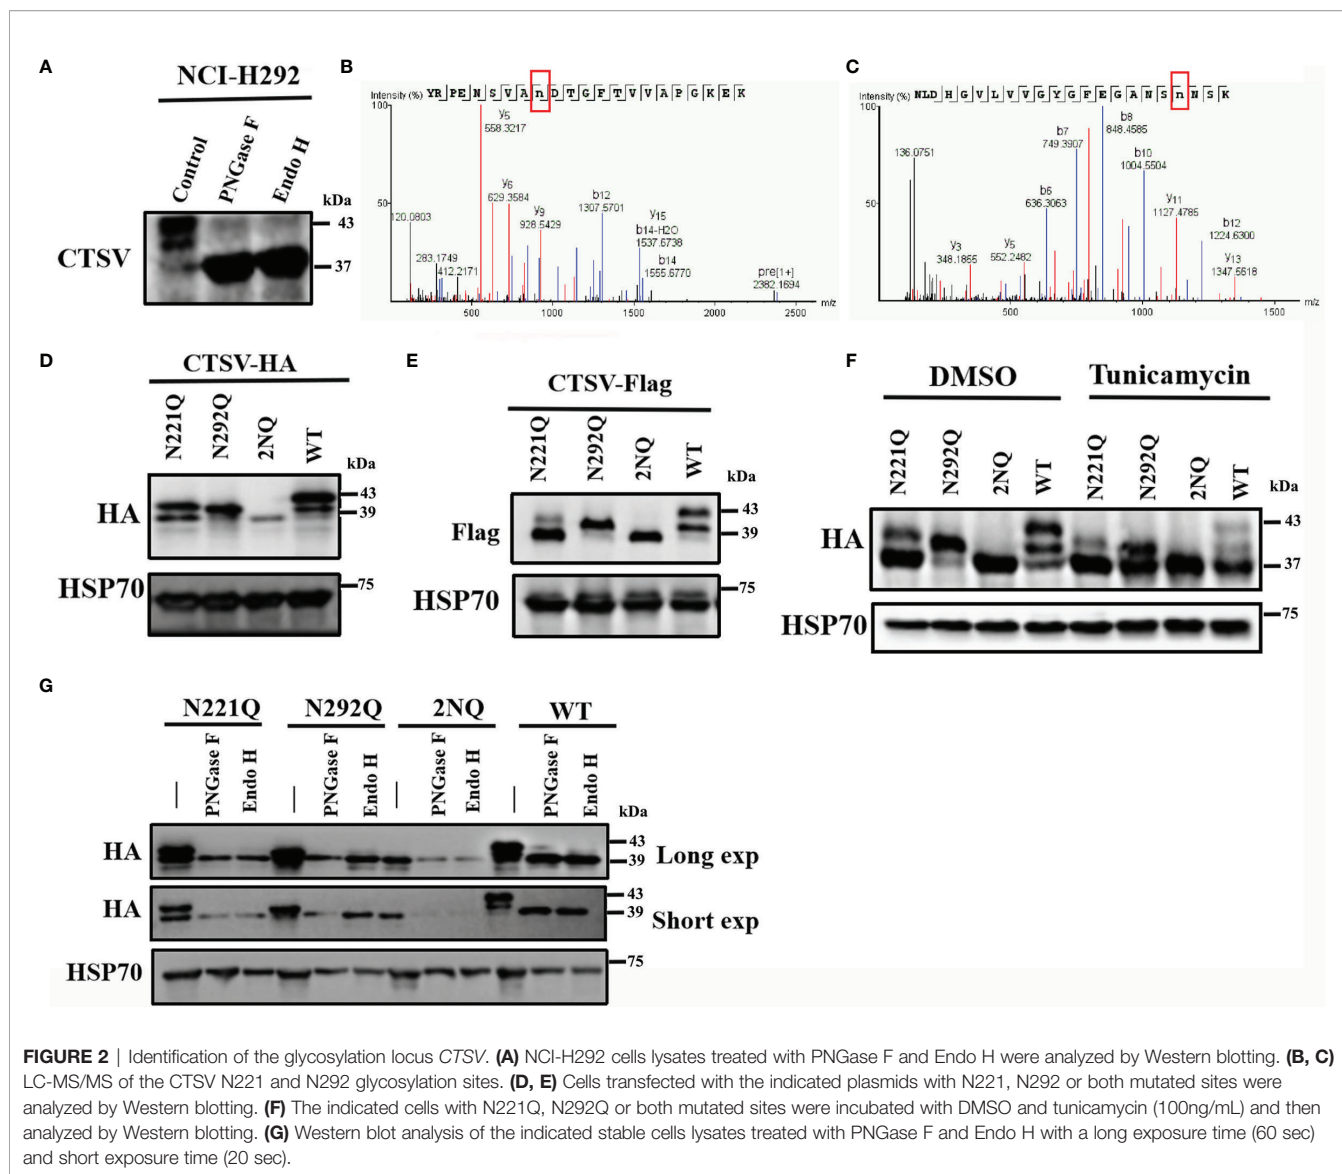 A
NCI-H292
Control
PNGase F
Endo H
kDa
43
37
CTSV
B
Intensity (%)
YR PE N S V A n D T G F T V V A P G K E K
100
50
y5
558.3217
y6
629.3584
y9
928.5429
b12
1307.5701
y15
b14-H2O
1537.6738
b14
1555.6770
pre[1+]
2382.1694
120.0803
283.1749
412.2171
500 1000 1500 2000 2500 m/z
C
Intensity (%)
NLD H G V L V V G Y G F E G A N S n N S K
100
50
136.0751
b7
749.3907
b8
848.4585
b10
1004.5504
b6
636.3063
y11
1127.4785
b12
1224.6300
y3
348.1865
y5
552.2482
y13
1347.5618
500 1000 1500 m/z
D
CTSV-HA
N221Q N292Q 2NQ WT
kDa
HA
43
39
HSP70
75
E
CTSV-Flag
N221Q N292Q 2NQ WT
kDa
Flag
43
39
HSP70
75
F
DMSO Tunicamycin
N221Q N292Q 2NQ WT N221Q N292Q 2NQ WT
kDa
HA
43
37
HSP70
75
G
N221Q N292Q 2NQ WT
— PNGase F Endo H — PNGase F Endo H — PNGase F Endo H — PNGase F Endo H
kDa
HA
43
39
Long exp
HA
43
39
Short exp
HSP70
75
FIGURE 2 | Identification of the glycosylation locus CTSV. (A) NCI-H292 cells lysates treated with PNGase F and Endo H were analyzed by Western blotting. (B, C)
LC-MS/MS of the CTSV N221 and N292 glycosylation sites. (D, E) Cells transfected with the indicated plasmids with N221, N292 or both mutated sites were
analyzed by Western blotting. (F) The indicated cells with N221Q, N292Q or both mutated sites were incubated with DMSO and tunicamycin (100ng/mL) and then
analyzed by Western blotting. (G) Western blot analysis of the indicated stable cells lysates treated with PNGase F and Endo H with a long exposure time (60 sec)
and short exposure time (20 sec).